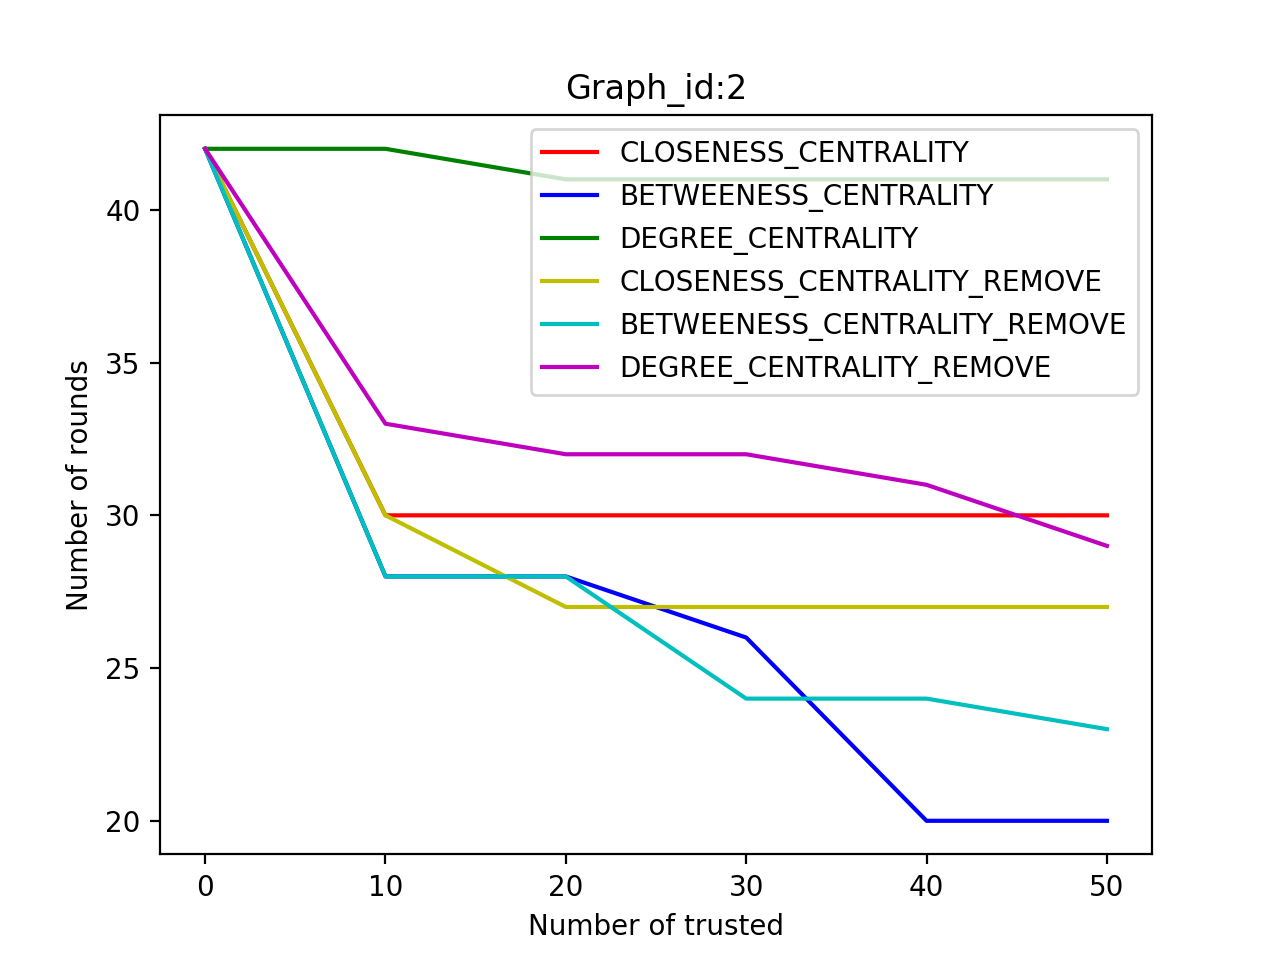 Graph_id:2
CLOSENESS_CENTRALITY
BETWEENESS_CENTRALITY
DEGREE_CENTRALITY
CLOSENESS_CENTRALITY_REMOVE
BETWEENESS_CENTRALITY_REMOVE
DEGREE_CENTRALITY_REMOVE
Number of rounds
40
35
30
25
20
0 10 20 30 40 50
Number of trusted